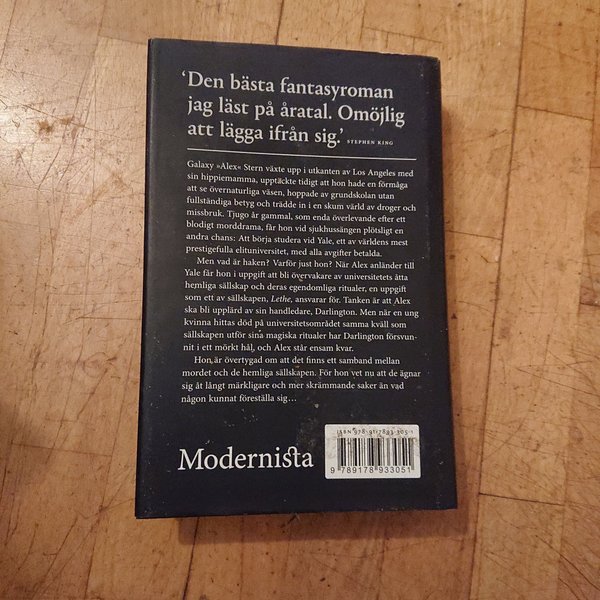 ‘Den bästa fantasyroman
jag läst på åratal. Omöjlig
att lägga ifrån sig.’ STEPHEN KING
Galaxy »Alex« Stern växte upp i utkanten av Los Angeles med
sin hippiemamma, upptäckte tidigt att hon hade en förmåga
att se övernaturliga väsen, hoppade av grundskolan utan
fullständiga betyg och trädde in i en skum värld av droger och
missbruk. Tjugo år gammal, som enda överlevande efter ett
blodigt morddrama, får hon vid sjukhussängen plötsligt en
andra chans: Att börja studera vid Yale, ett av världens mest
prestigefulla elituniversitet, med alla avgifter betalda.
Men vad är haken? Varför just hon? När Alex anländer till
Yale får hon i uppgift att bli övervakare av universitetets åtta
hemliga sällskap och deras egendomliga ritualer, en uppgift
som ett av sällskapen, Lethe, ansvarar för. Tanken är att Alex
ska bli upplärd av sin handledare, Darlington. Men när en ung
kvinna hittas död på universitetsområdet samma kväll som
sällskapen utför sina magiska ritualer har Darlington försvun-
nit i ett mörkt hål, och Alex står ensam kvar.
Hon är övertygad om att det finns ett samband mellan
mordet och de hemliga sällskapen. För hon vet nu att de ägnar
sig åt långt märkligare och mer skrämmande saker än vad
någon kunnat föreställa sig…
ISBN 978-91-7893-305-1
Modernista
9 789178 933051